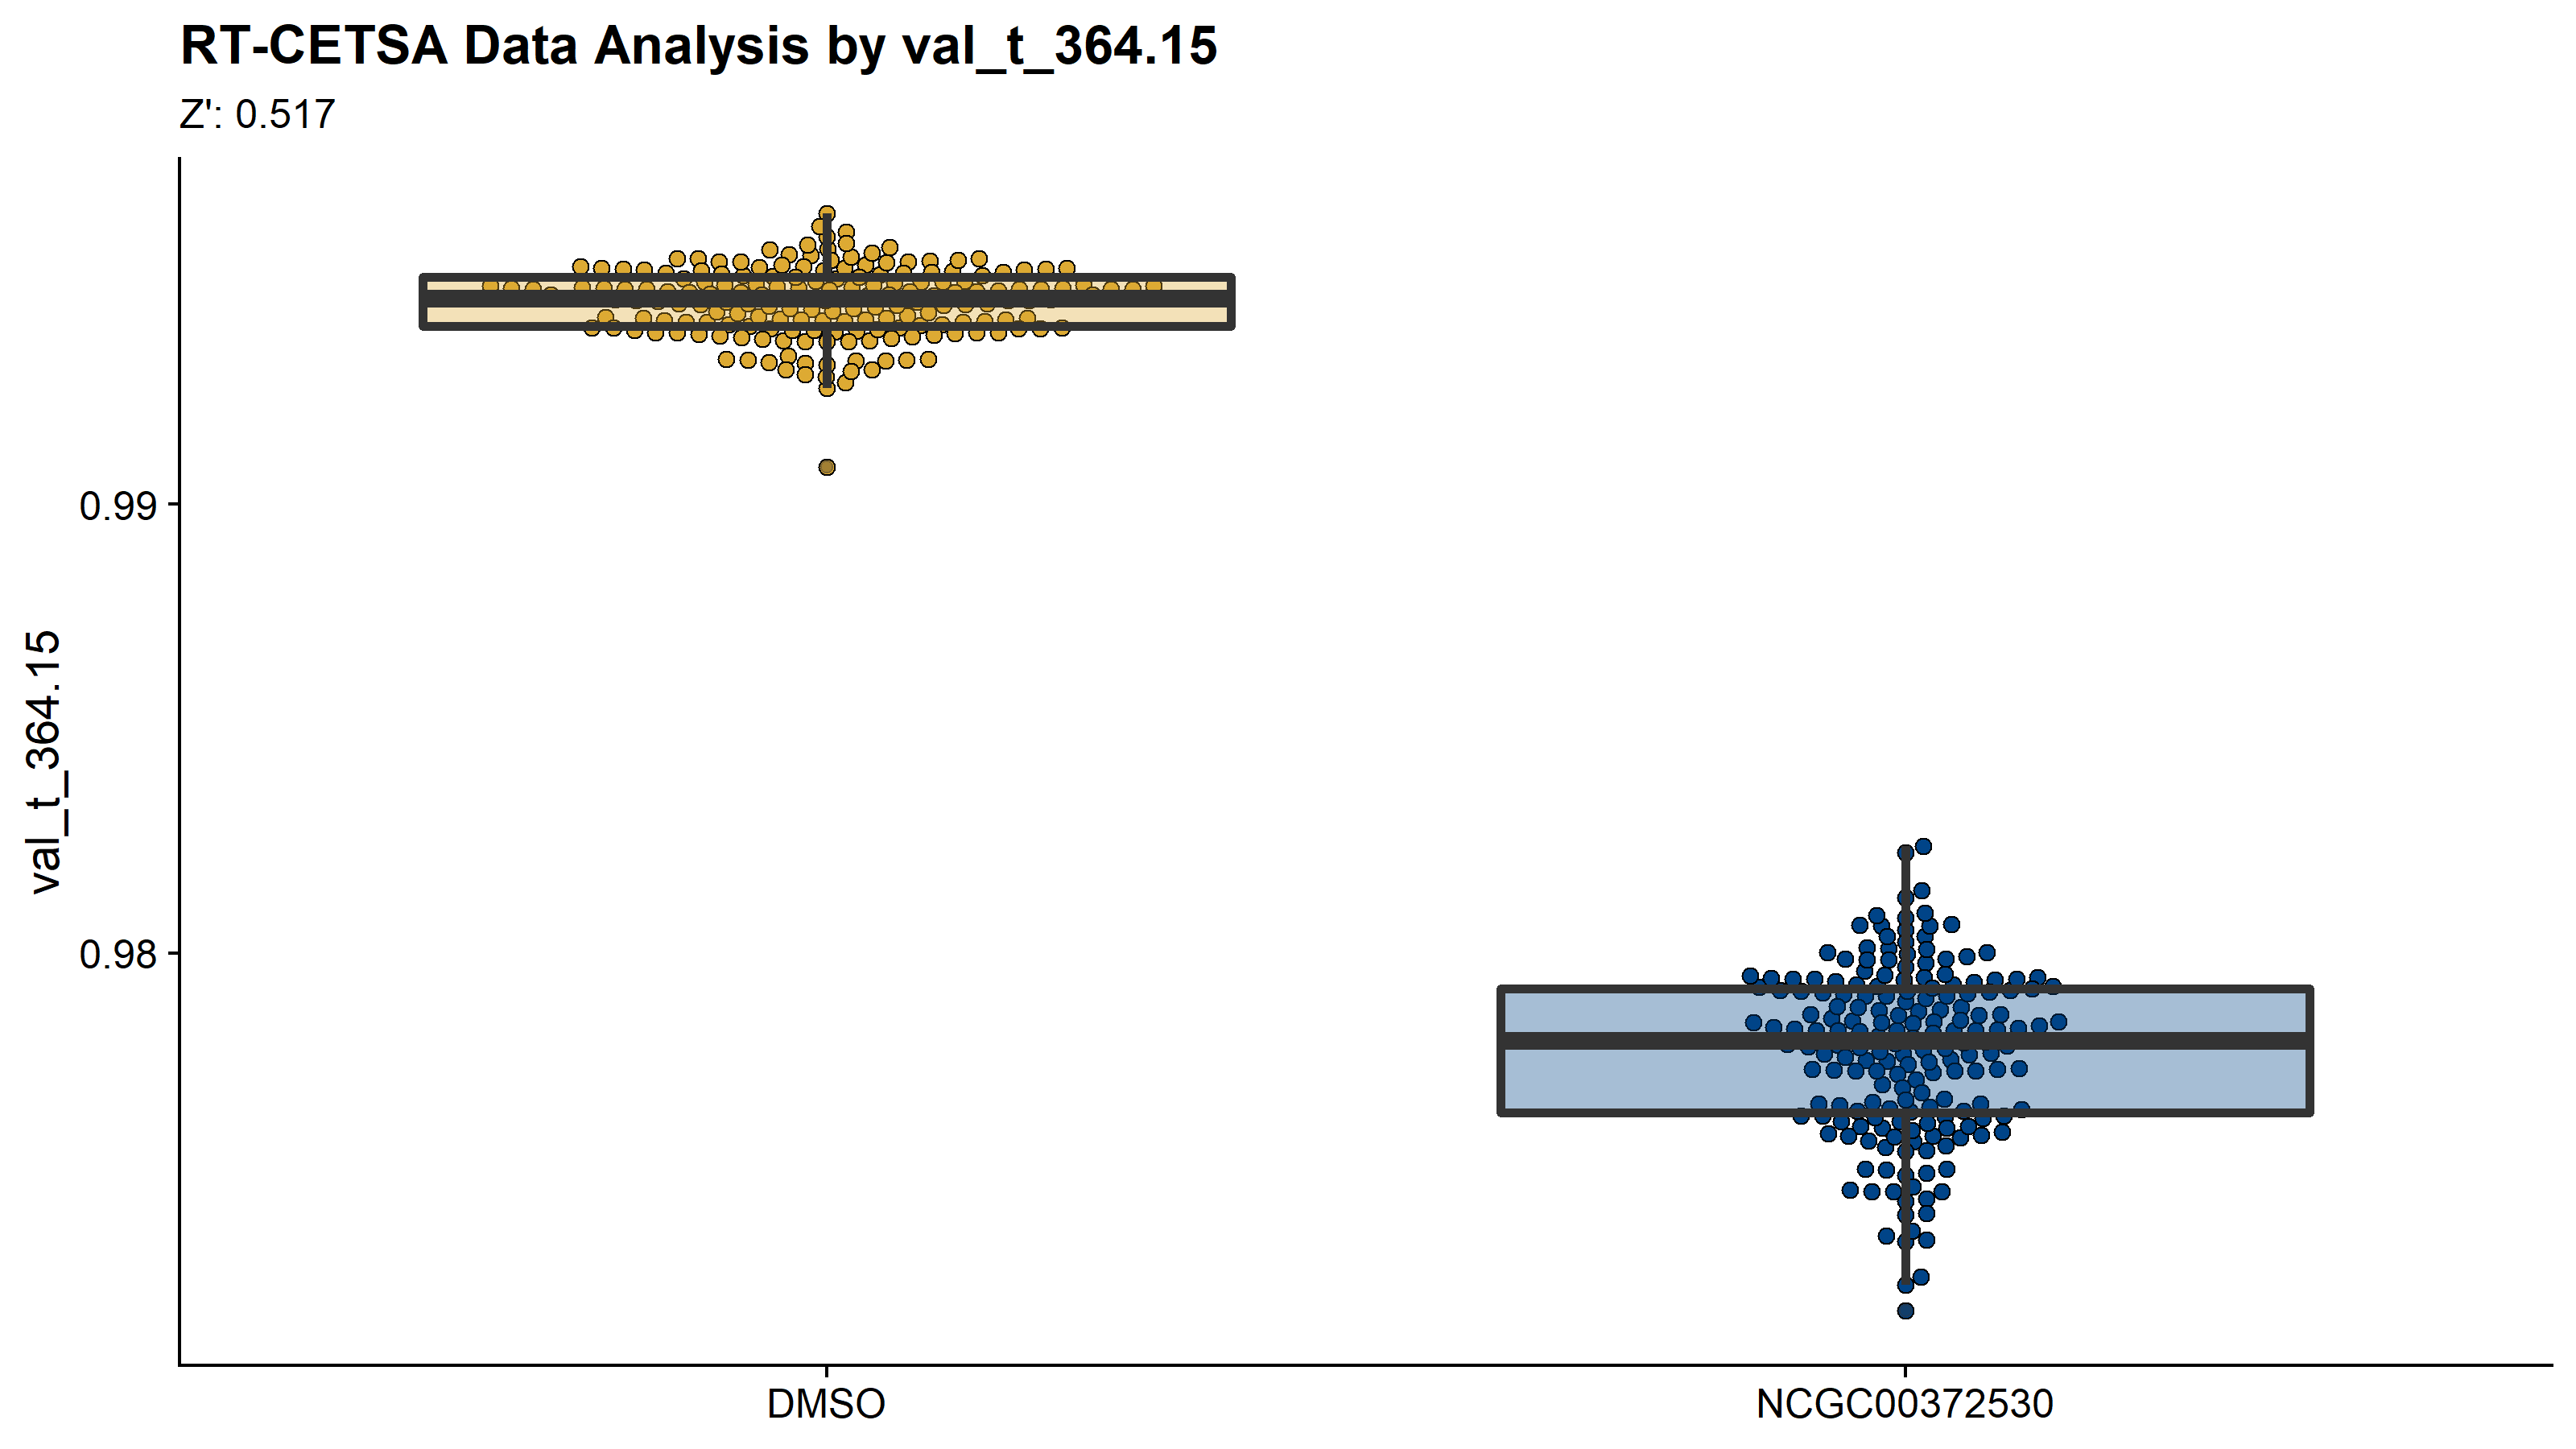 RT-CETSA Data Analysis by val_t_364.15
Z': 0.517
val_t_364.15
0.99
0.98
DMSO
NCGC00372530